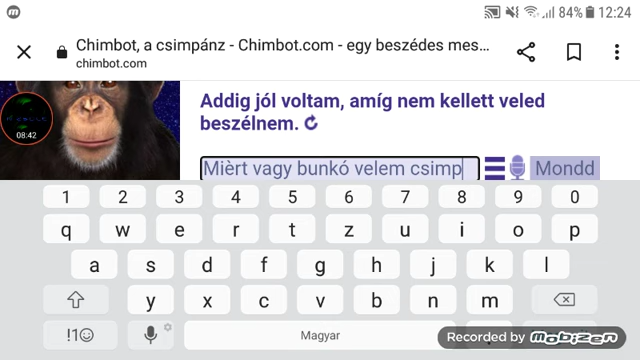 m 84% 12:24
Chimbot, a csimpánz - Chimbot.com - egy beszédes mes...
chimbot.com
08:42
Addig jól voltam, amíg nem kellett veled
beszélnem.
Mièrt vagy bunkó velem csimp
Mondd
1 2 3 4 5 6 7 8 9 0
q w e r t z u i o p
a s d f g h j k l
y x c v b n m
!1☺ Magyar
Recorded by Mobizen